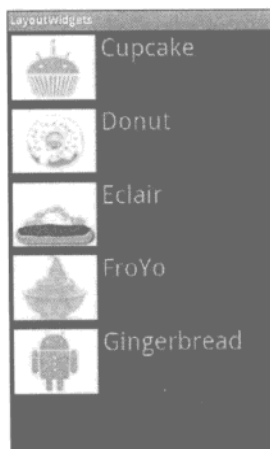 LayoutWidgets
Cupcake
Donut
Eclair
FroYo
Gingerbread